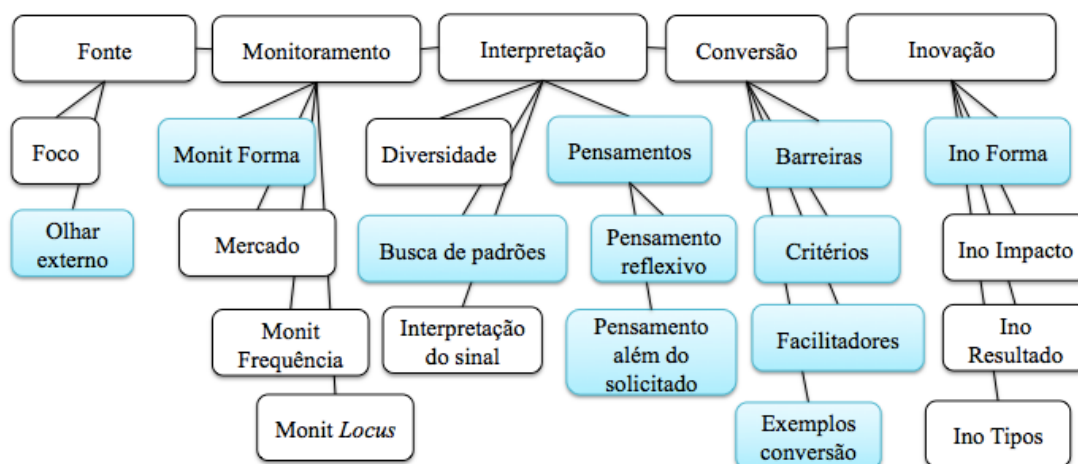 Fonte
Monitoramento
Interpretação
Conversão
Inovação
Foco
Monit Forma
Diversidade
Pensamentos
Barreiras
Ino Forma
Olhar
externo
Mercado
Busca de padrões
Pensamento
reflexivo
Critérios
Ino Impacto
Monit
Frequência
Interpretação
do sinal
Pensamento
além do
solicitado
Facilitadores
Ino
Resultado
Monit Locus
Exemplos
conversão
Ino Tipos